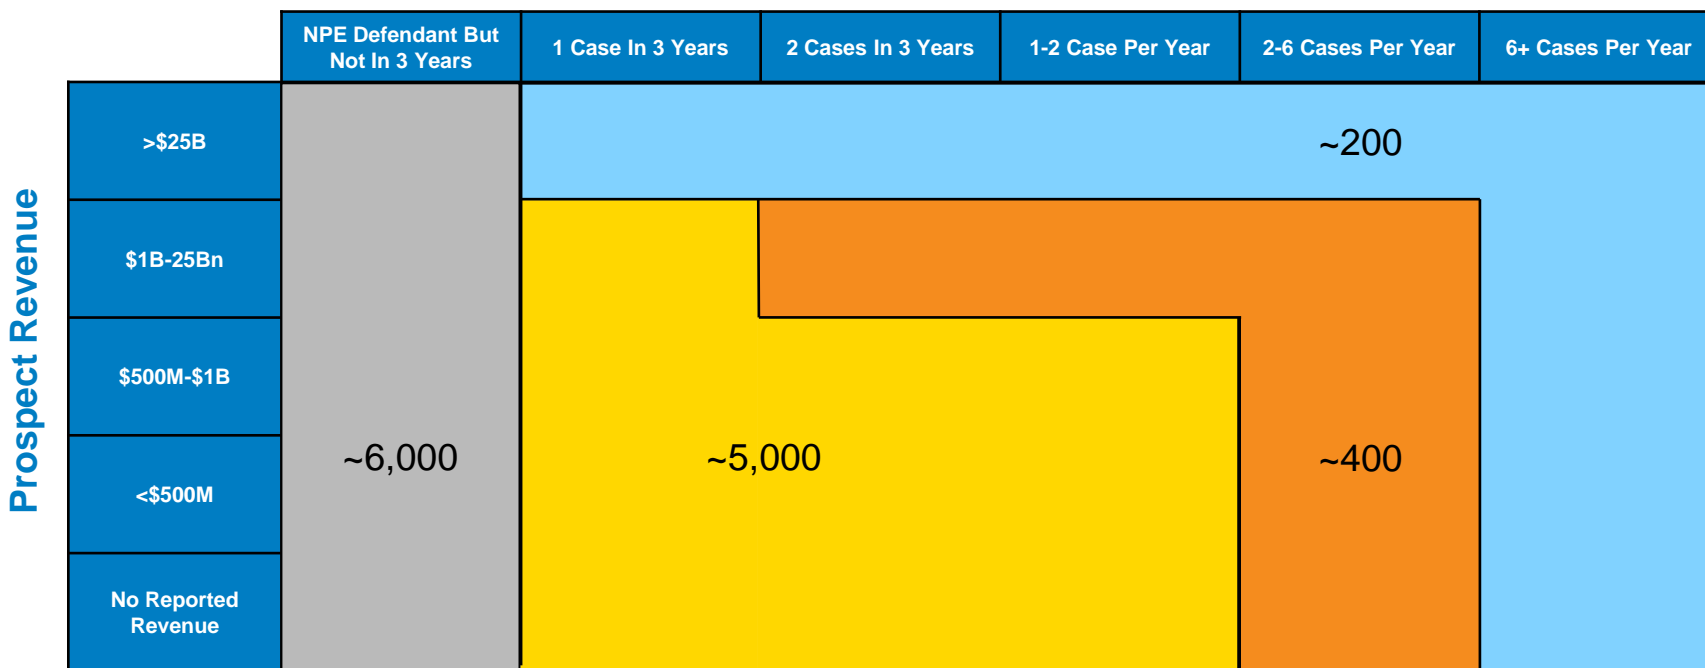 NPE Defendant But
Not In 3 Years
1 Case In 3 Years
2 Cases In 3 Years
1-2 Case Per Year
2-6 Cases Per Year
6+ Cases Per Year
Prospect Revenue
>$25B
~200
$1B-25Bn
$500M-$1B
<$500M
~6,000
~5,000
~400
No Reported
Revenue